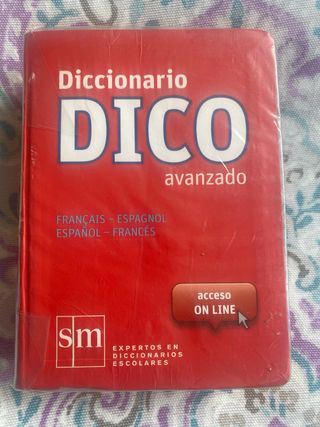 Diccionario
DICO
avanzado
FRANÇAIS – ESPAGNOL
ESPAÑOL – FRANCÉS
acceso
ON LINE
sm
EXPERTOS EN
DICCIONARIOS
ESCOLARES